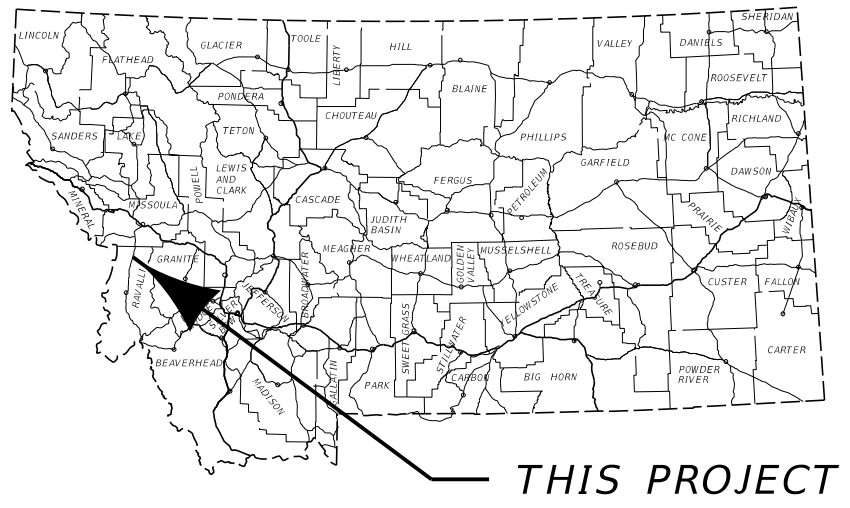 SHERIDAN
LINCOLN
GLACIER
TOOLE
LIBERTY
HILL
VALLEY
DANIELS
FLATHEAD
ROOSEVELT
PONDERA
BLAINE
CHOUTEAU
RICHLAND
SANDERS
LAKE
TETON
PHILLIPS
MC CONE
GARFIELD
DAWSON
POWELL
LEWIS
AND
CLARK
FERGUS
PETROLEUM
MINERAL
MISSOULA
CASCADE
JUDITH
BASIN
PRAIRIE
WIBAUX
GRANITE
MEAGHER
WHEATLAND
GOLDEN
VALLEY
MUSSELSHELL
ROSEBUD
RAVALLI
BROADWATER
JEFFERSON
TREASURE
CUSTER
FALLON
SWEET GRASS
STILLWATER
BEAVERHEAD
MADISON
PARK
CARBON
BIG HORN
POWDER
RIVER
CARTER
THIS PROJECT